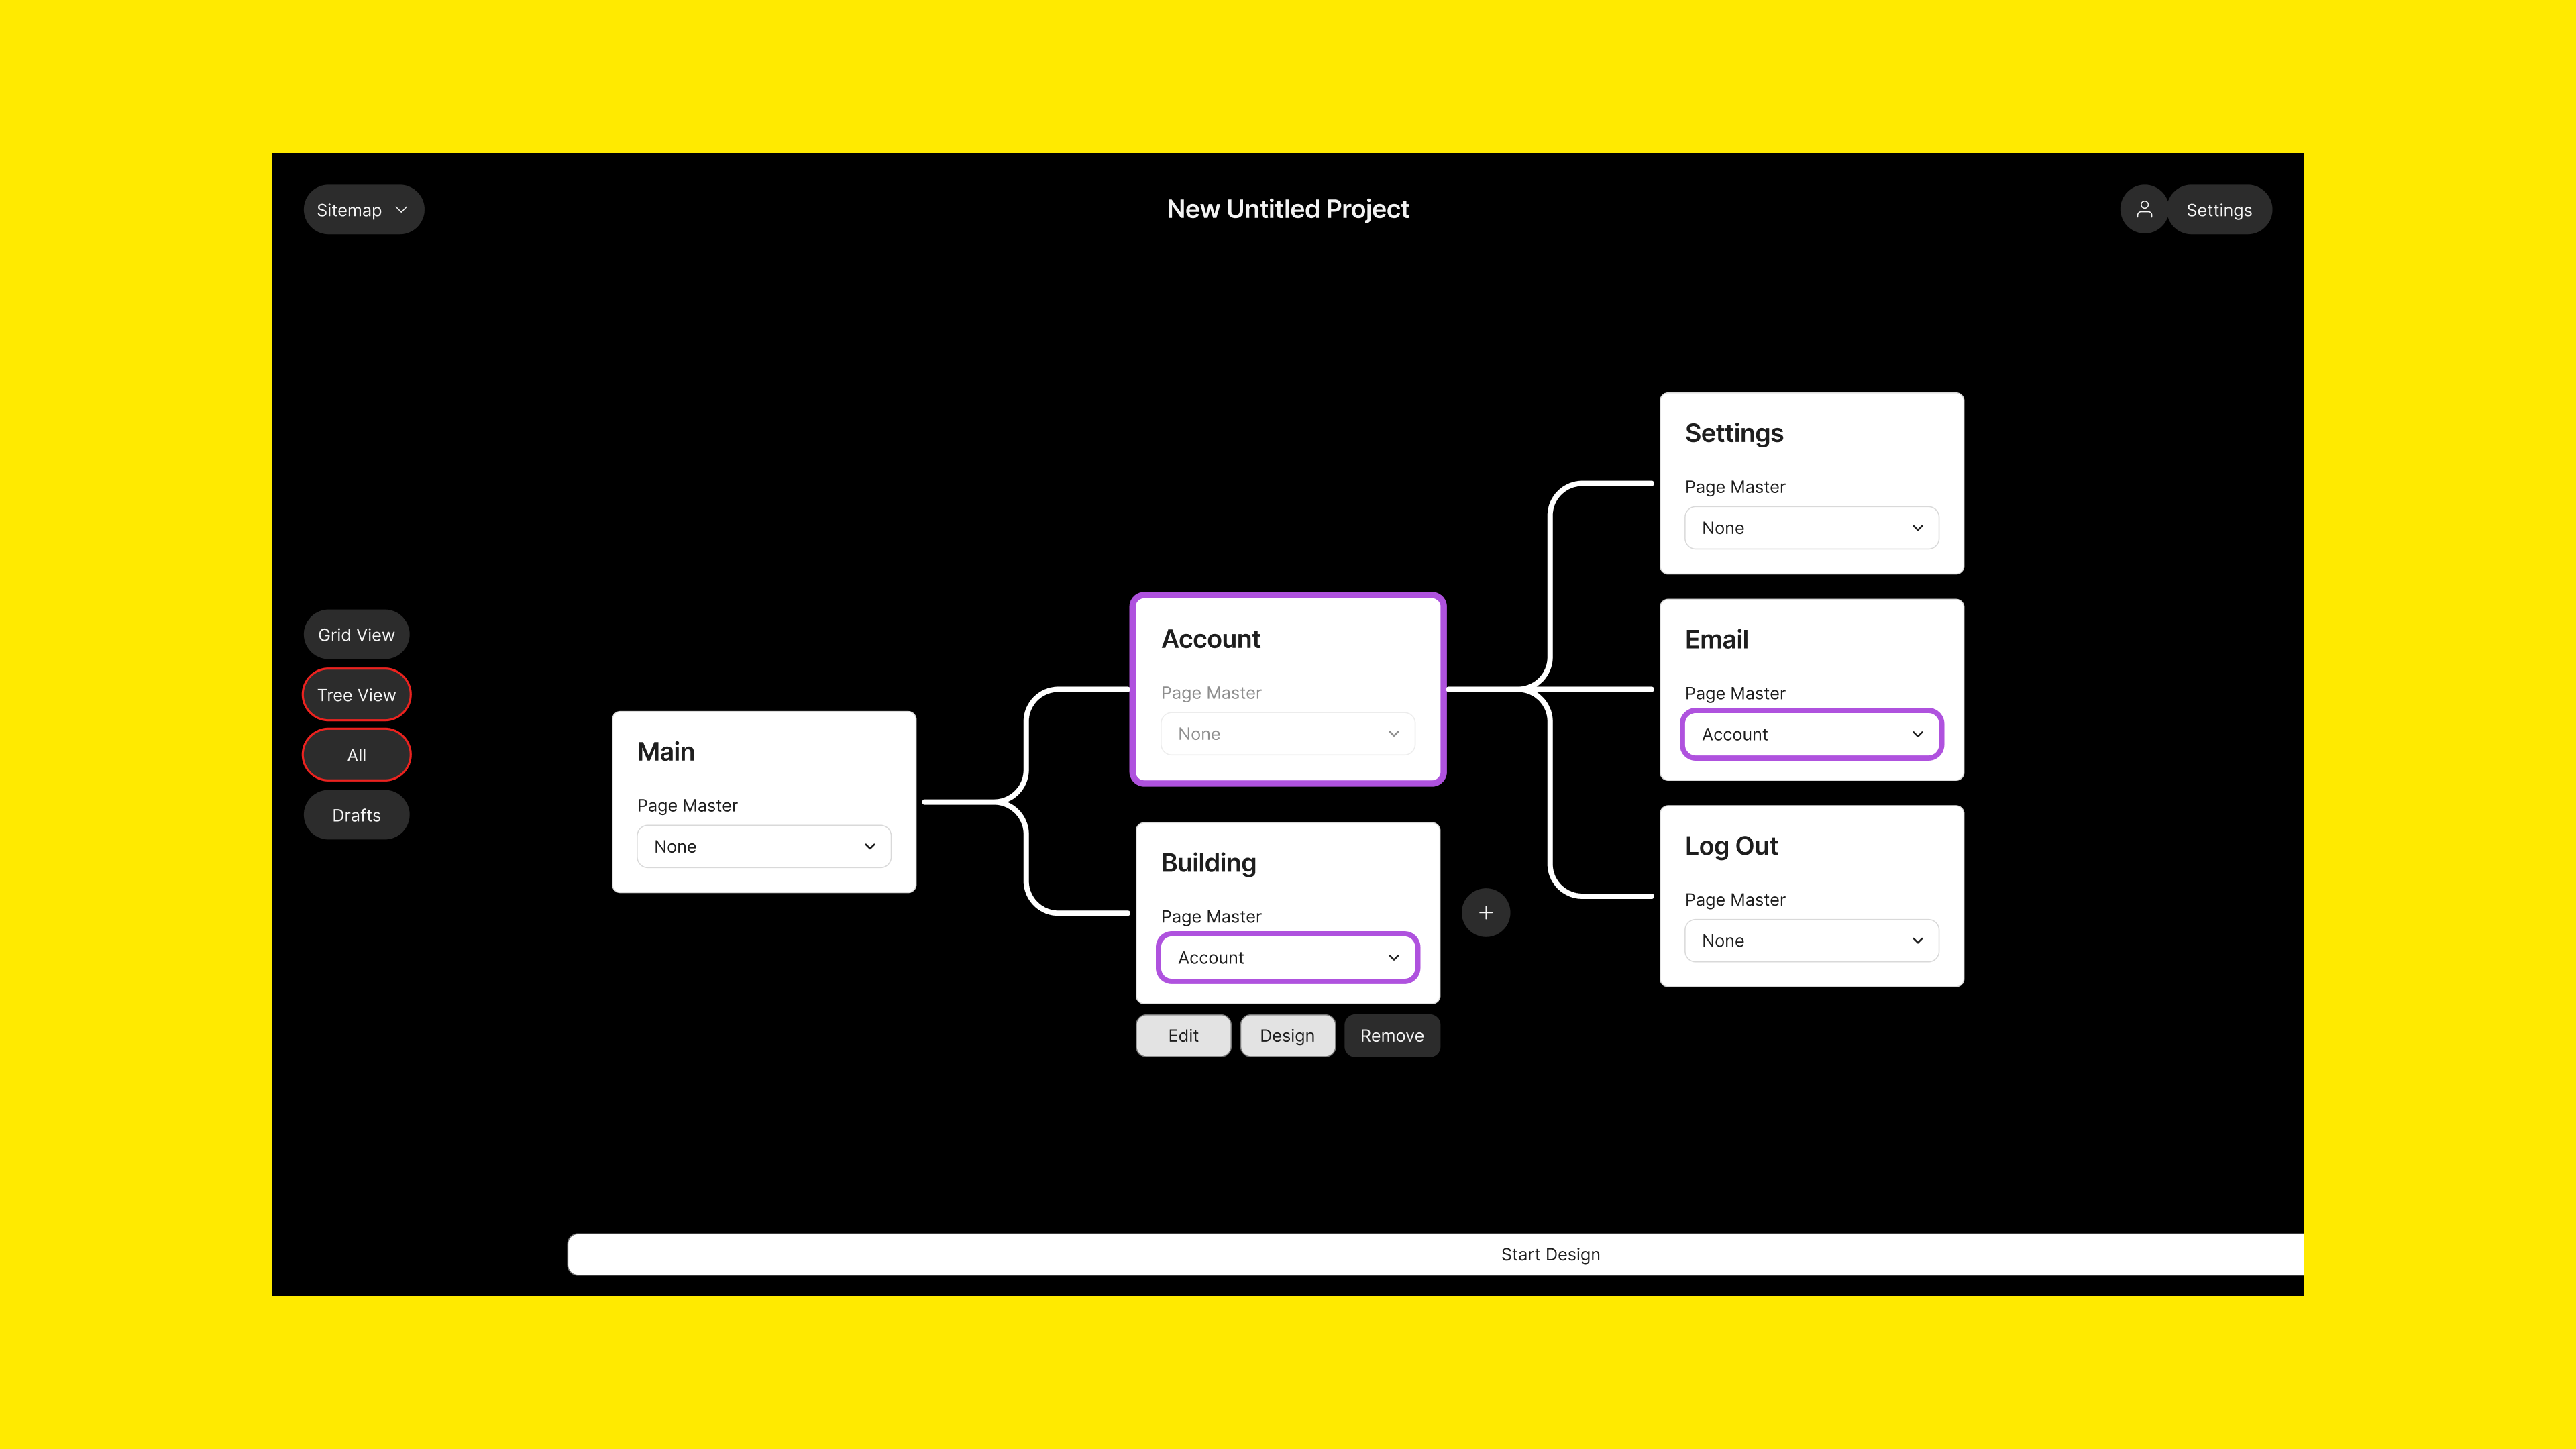 Sitemap
New Untitled Project
Settings
Grid View
Tree View
All
Drafts
Main
Page Master
None
Account
Page Master
None
Building
Page Master
Account
Edit
Design
Remove
Settings
Page Master
None
Email
Page Master
Account
Log Out
Page Master
None
Start Design